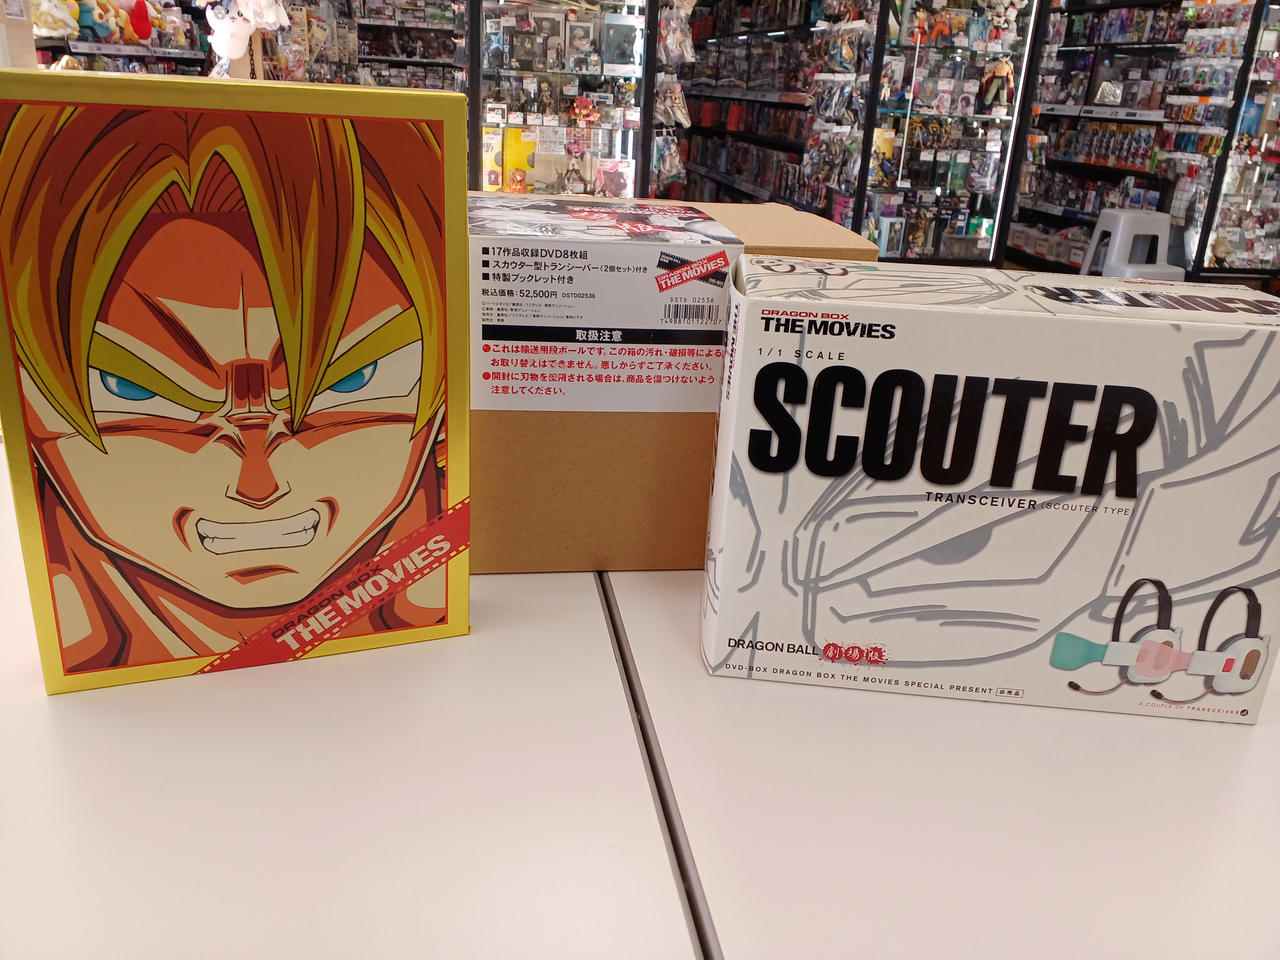 DRAGON BOX
THE MOVIES
■17作品収録DVD8枚組
■スカウター型トランシーバー(2個セット)付き
■特製ブックレット付き
税込価格:52,500円 DSTD02536
DRAGON BOX
THE MOVIES
DSTD 02536
T4988101122707
取扱注意
●これは輸送用段ボールです。この箱の汚れ・破損等による
お取り替えはできません。悪しからずご了承ください。
●開封に刃物を使用される場合は、商品を傷つけないよう
注意してください。
DRAGON BOX
THE MOVIES
1/1 SCALE
SCOUTER
TRANSCEIVER(SCOUTER TYPE)
DRAGON BALL 劇場版
DVD-BOX DRAGON BOX THE MOVIES SPECIAL PRESENT 非売品
A COUPLE OF TRANSCEIVER